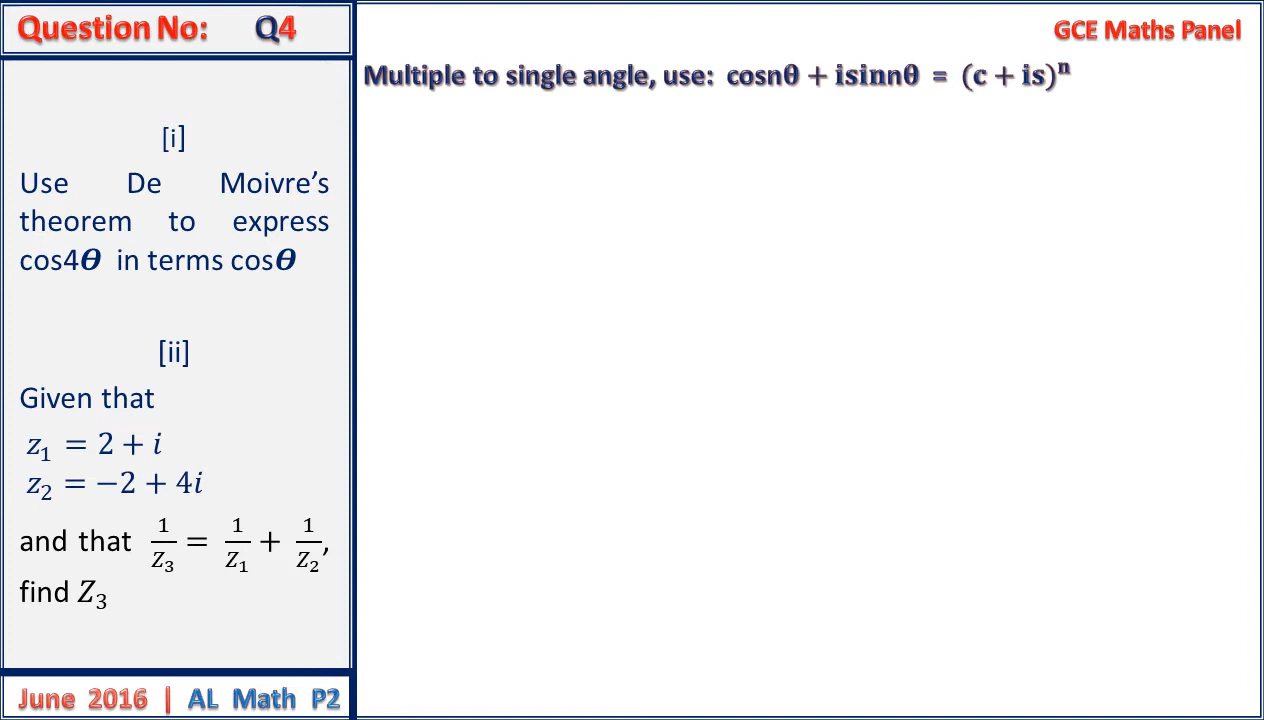 Question No: Q4
GCE Maths Panel
Multiple to single angle, use: cosnθ + isinnθ = (c + is)ⁿ
[i]
Use De Moivre’s
theorem to express
cos4θ in terms cosθ
[ii]
Given that
z₁ = 2 + i
z₂ = −2 + 4i
and that 1/Z₃ = 1/Z₁ + 1/Z₂,
find Z₃
June 2016 | AL Math P2